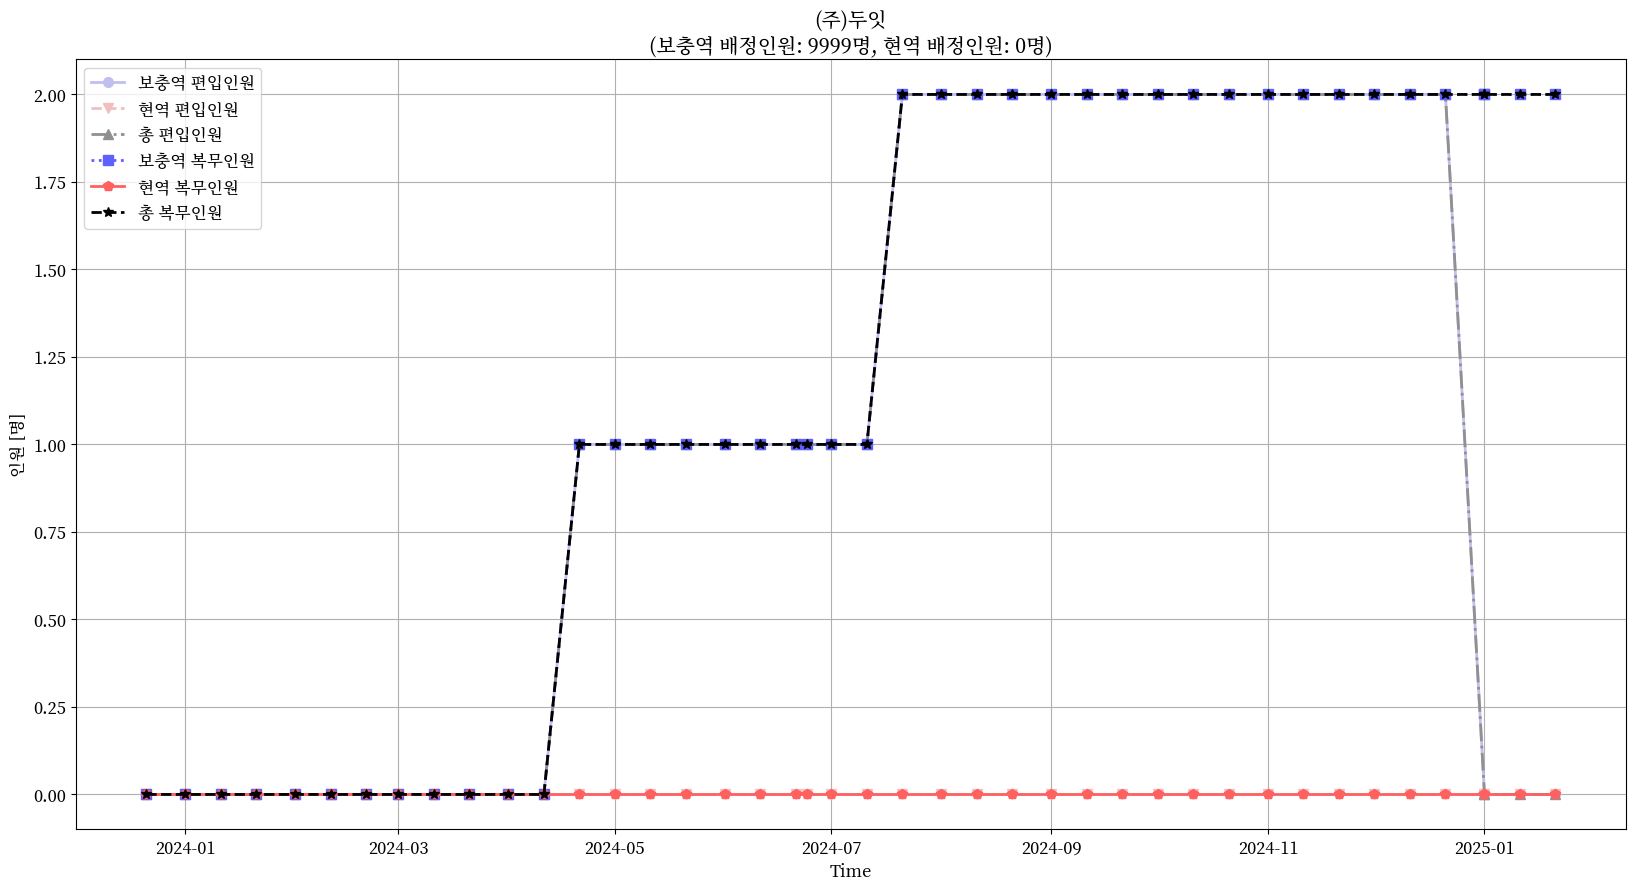 (주)두잇
(보충역 배정인원: 9999명, 현역 배정인원: 0명)
보충역 편입인원
현역 편입인원
총 편입인원
보충역 복무인원
현역 복무인원
총 복무인원
2.00
1.75
1.50
1.25
1.00
0.75
0.50
0.25
0.00
인원 [명]
2024-01
2024-03
2024-05
2024-07
2024-09
2024-11
2025-01
Time